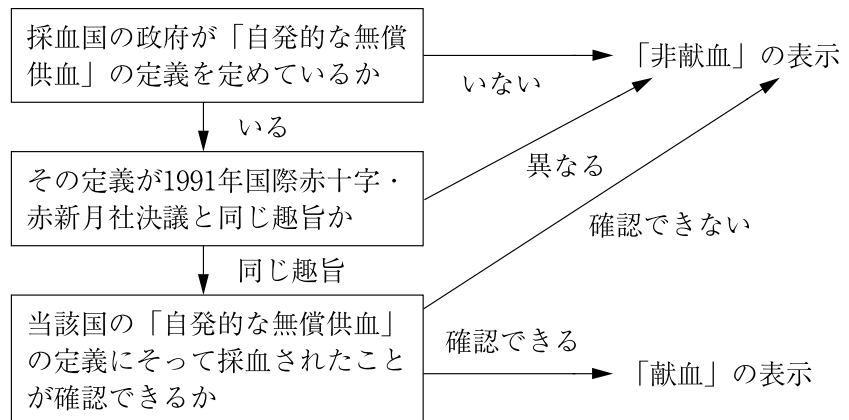 採血国の政府が「自発的な無償
供血」の定義を定めているか
いない
「非献血」の表示
いる
その定義が1991年国際赤十字・
赤新月社決議と同じ趣旨か
異なる
確認できない
同じ趣旨
当該国の「自発的な無償供血」
の定義にそって採血されたこと
が確認できるか
確認できる
「献血」の表示